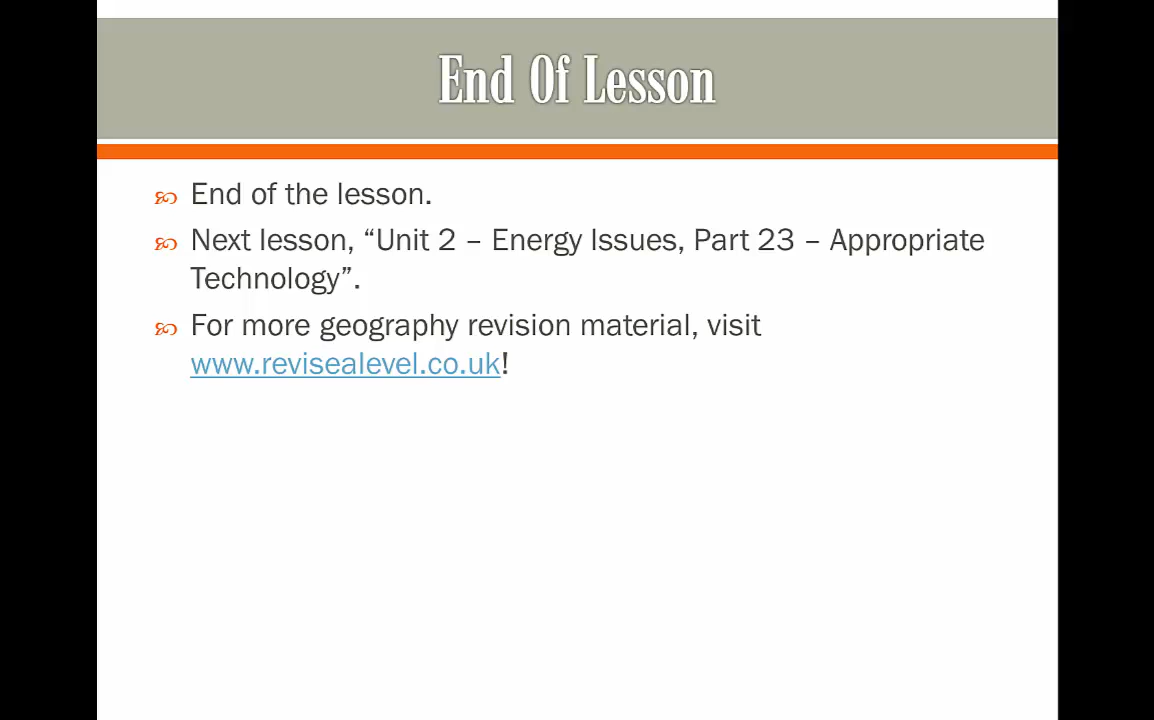 End Of Lesson
End of the lesson.
Next lesson, “Unit 2 – Energy Issues, Part 23 – Appropriate
Technology”.
For more geography revision material, visit
www.revisealevel.co.uk!